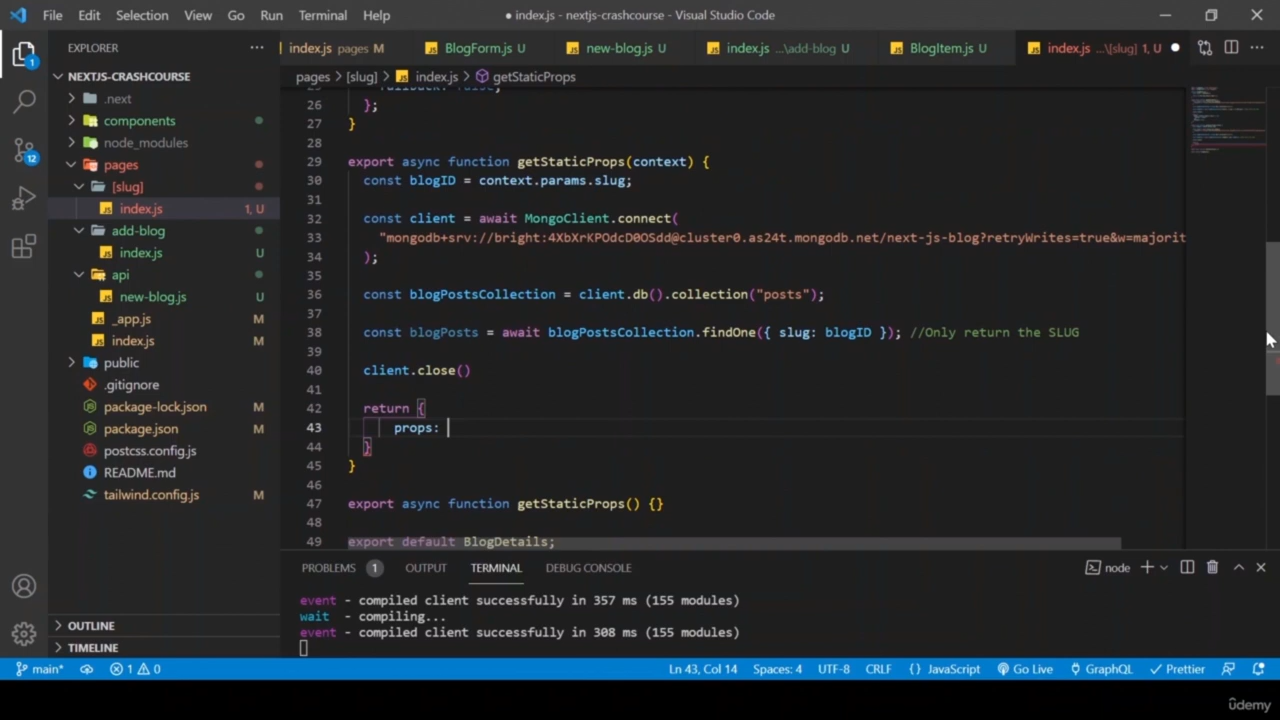 File Edit Selection View Go Run Terminal Help ● index.js - nextjs-crashcourse - Visual Studio Code
EXPLORER ···
index.js pages M BlogForm.js U new-blog.js U index.js ...\add-blog U BlogItem.js U index.js ...\[slug] 1, U
pages > [slug] > index.js > getStaticProps
NEXTJS-CRASHCOURSE
.next
components
node_modules
pages
[slug]
index.js 1, U
add-blog
index.js U
api
new-blog.js U
_app.js M
index.js M
public
.gitignore
package-lock.json M
package.json M
postcss.config.js
README.md
tailwind.config.js M
OUTLINE
TIMELINE
1
12
25 fallback: false,
26 };
27 }
28
29 export async function getStaticProps(context) {
30 const blogID = context.params.slug;
31
32 const client = await MongoClient.connect(
33 "mongodb+srv://bright:4XbXrKPOdcD0OSdd@cluster0.as24t.mongodb.net/next-js-blog?retryWrites=true&w=majorit
34 );
35
36 const blogPostsCollection = client.db().collection("posts");
37
38 const blogPosts = await blogPostsCollection.findOne({ slug: blogID }); //Only return the SLUG
39
40 client.close()
41
42 return {
43 props:
44 }
45 }
46
47 export async function getStaticProps() {}
48
49 export default BlogDetails;
PROBLEMS 1 OUTPUT TERMINAL DEBUG CONSOLE node
event - compiled client successfully in 357 ms (155 modules)
wait - compiling...
event - compiled client successfully in 308 ms (155 modules)
main* 1 0 Ln 43, Col 14 Spaces: 4 UTF-8 CRLF {} JavaScript Go Live GraphQL Prettier
ûdemy